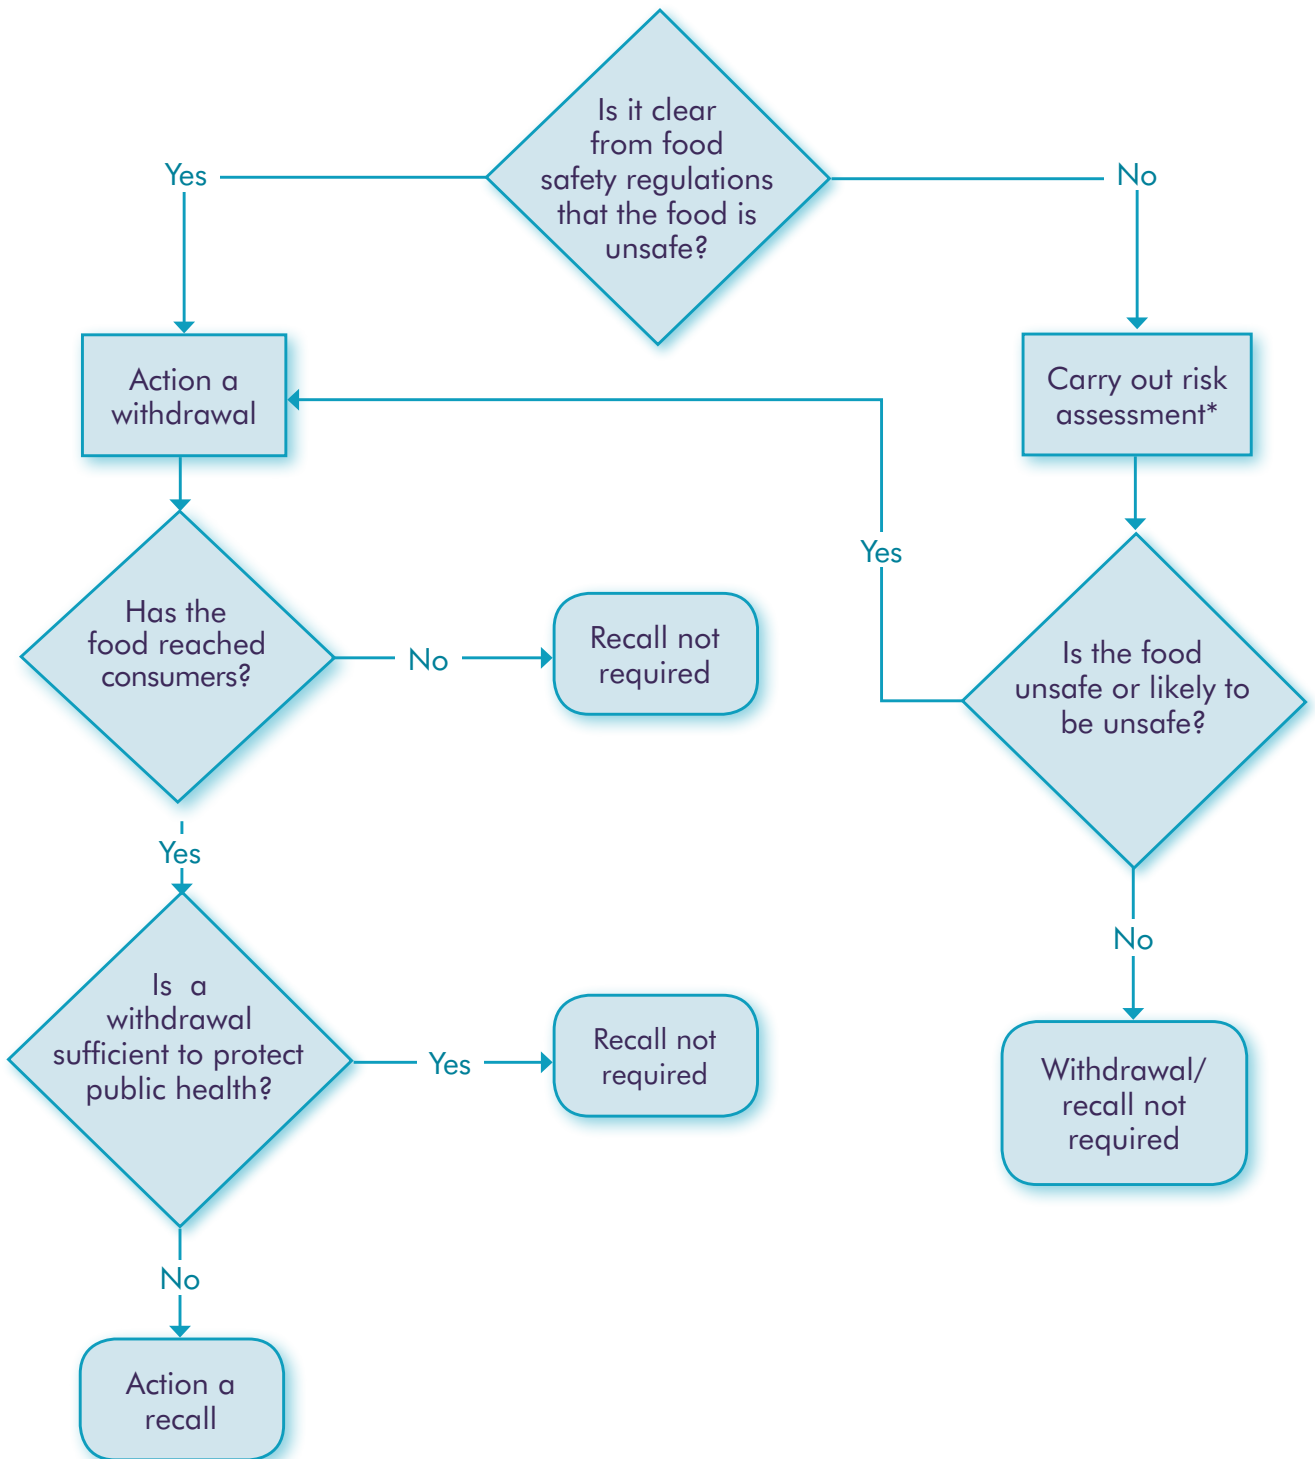 Is it clear
from food
safety regulations
that the food is
unsafe?
Yes
No
Action a
withdrawal
Carry out risk
assessment*
Yes
Has the
food reached
consumers?
No
Recall not
required
Is the food
unsafe or likely to
be unsafe?
Yes
No
Is a
withdrawal
sufficient to protect
public health?
Yes
Recall not
required
Withdrawal/
recall not
required
No
Action a
recall